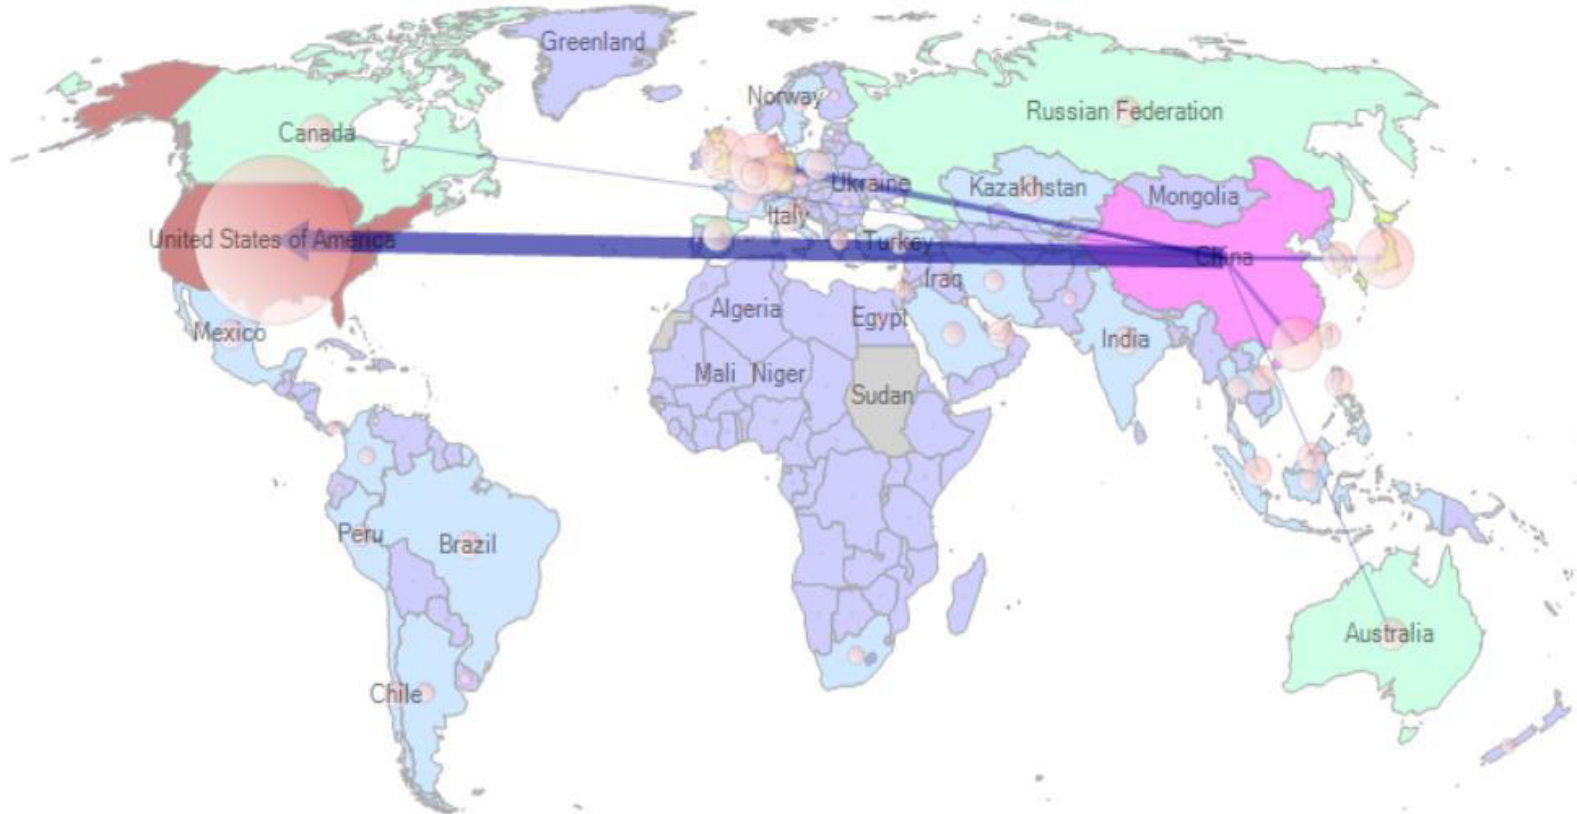 Greenland
Norway
Russian Federation
Canada
Ukraine
Kazakhstan
Mongolia
Italy
United States of America
Turkey
China
Iraq
Algeria
Egypt
Mexico
India
Mali
Niger
Sudan
Peru
Brazil
Australia
Chile